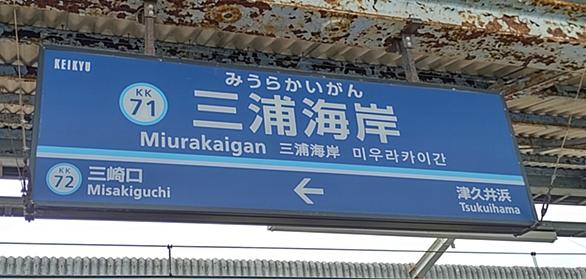 KEIKYU
みうらかいがん
KK
71
三浦海岸
Miurakaigan 三浦海岸 미우라카이간
KK
72
三崎口
Misakiguchi
←
津久井浜
Tsukuihama